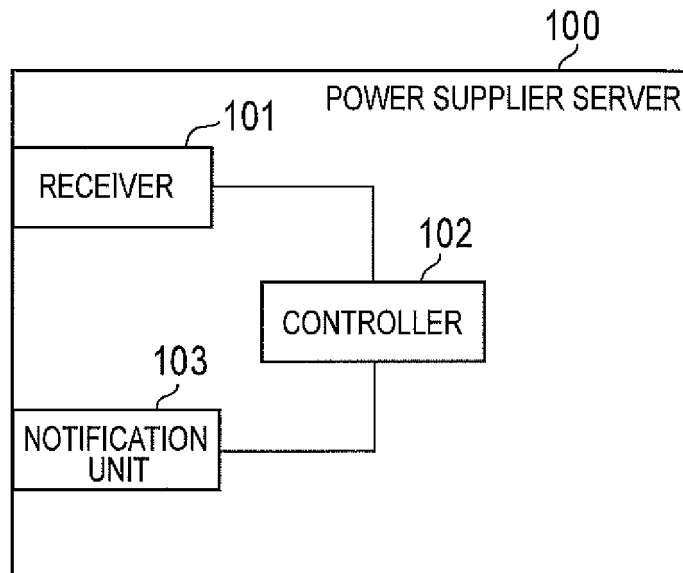 100
POWER SUPPLIER SERVER
101
RECEIVER
102
CONTROLLER
103
NOTIFICATION
UNIT